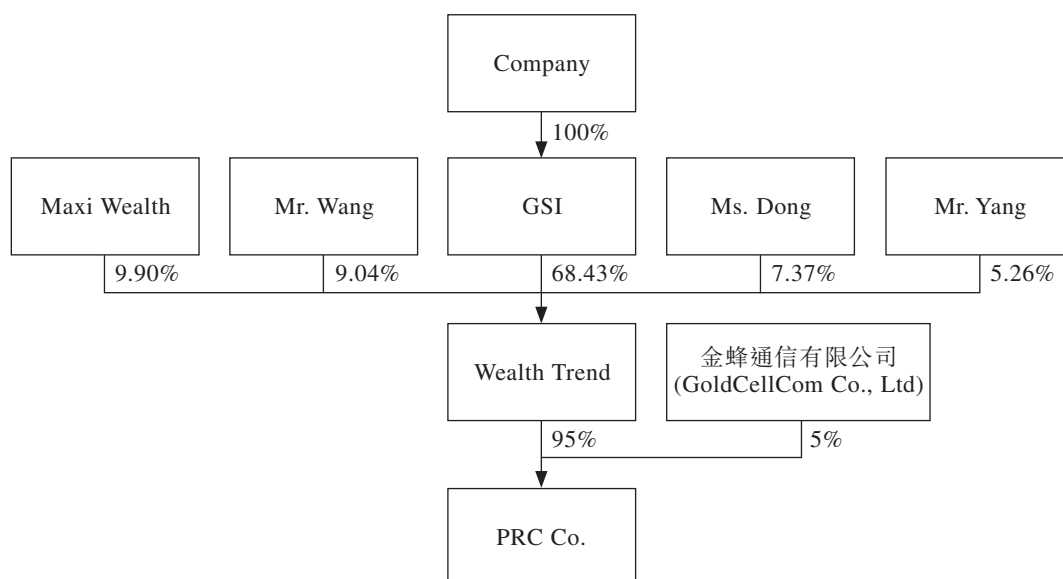 Company
100%
Maxi Wealth
Mr. Wang
GSI
Ms. Dong
Mr. Yang
9.90%
9.04%
68.43%
7.37%
5.26%
Wealth Trend
金蜂通信有限公司
(GoldCellCom Co., Ltd)
95%
5%
PRC Co.